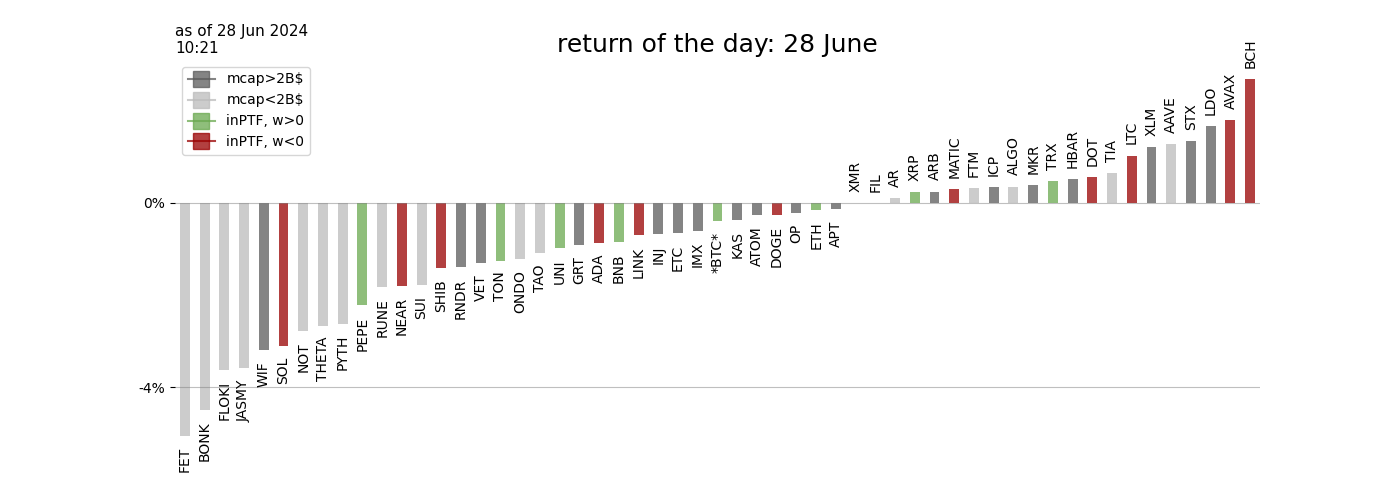 as of 28 Jun 2024
10:21
return of the day: 28 June
mcap>2B$
mcap<2B$
inPTF, w>0
inPTF, w<0
0%
-4%
FET
BONK
FLOKI
JASMY
WIF
SOL
NOT
THETA
PYTH
PEPE
RUNE
NEAR
SUI
SHIB
RNDR
VET
TON
ONDO
TAO
UNI
GRT
ADA
BNB
LINK
INJ
ETC
IMX
*BTC*
KAS
ATOM
DOGE
OP
ETH
APT
XMR
FIL
AR
XRP
ARB
MATIC
FTM
ICP
ALGO
MKR
TRX
HBAR
DOT
TIA
LTC
XLM
AAVE
STX
LDO
AVAX
BCH